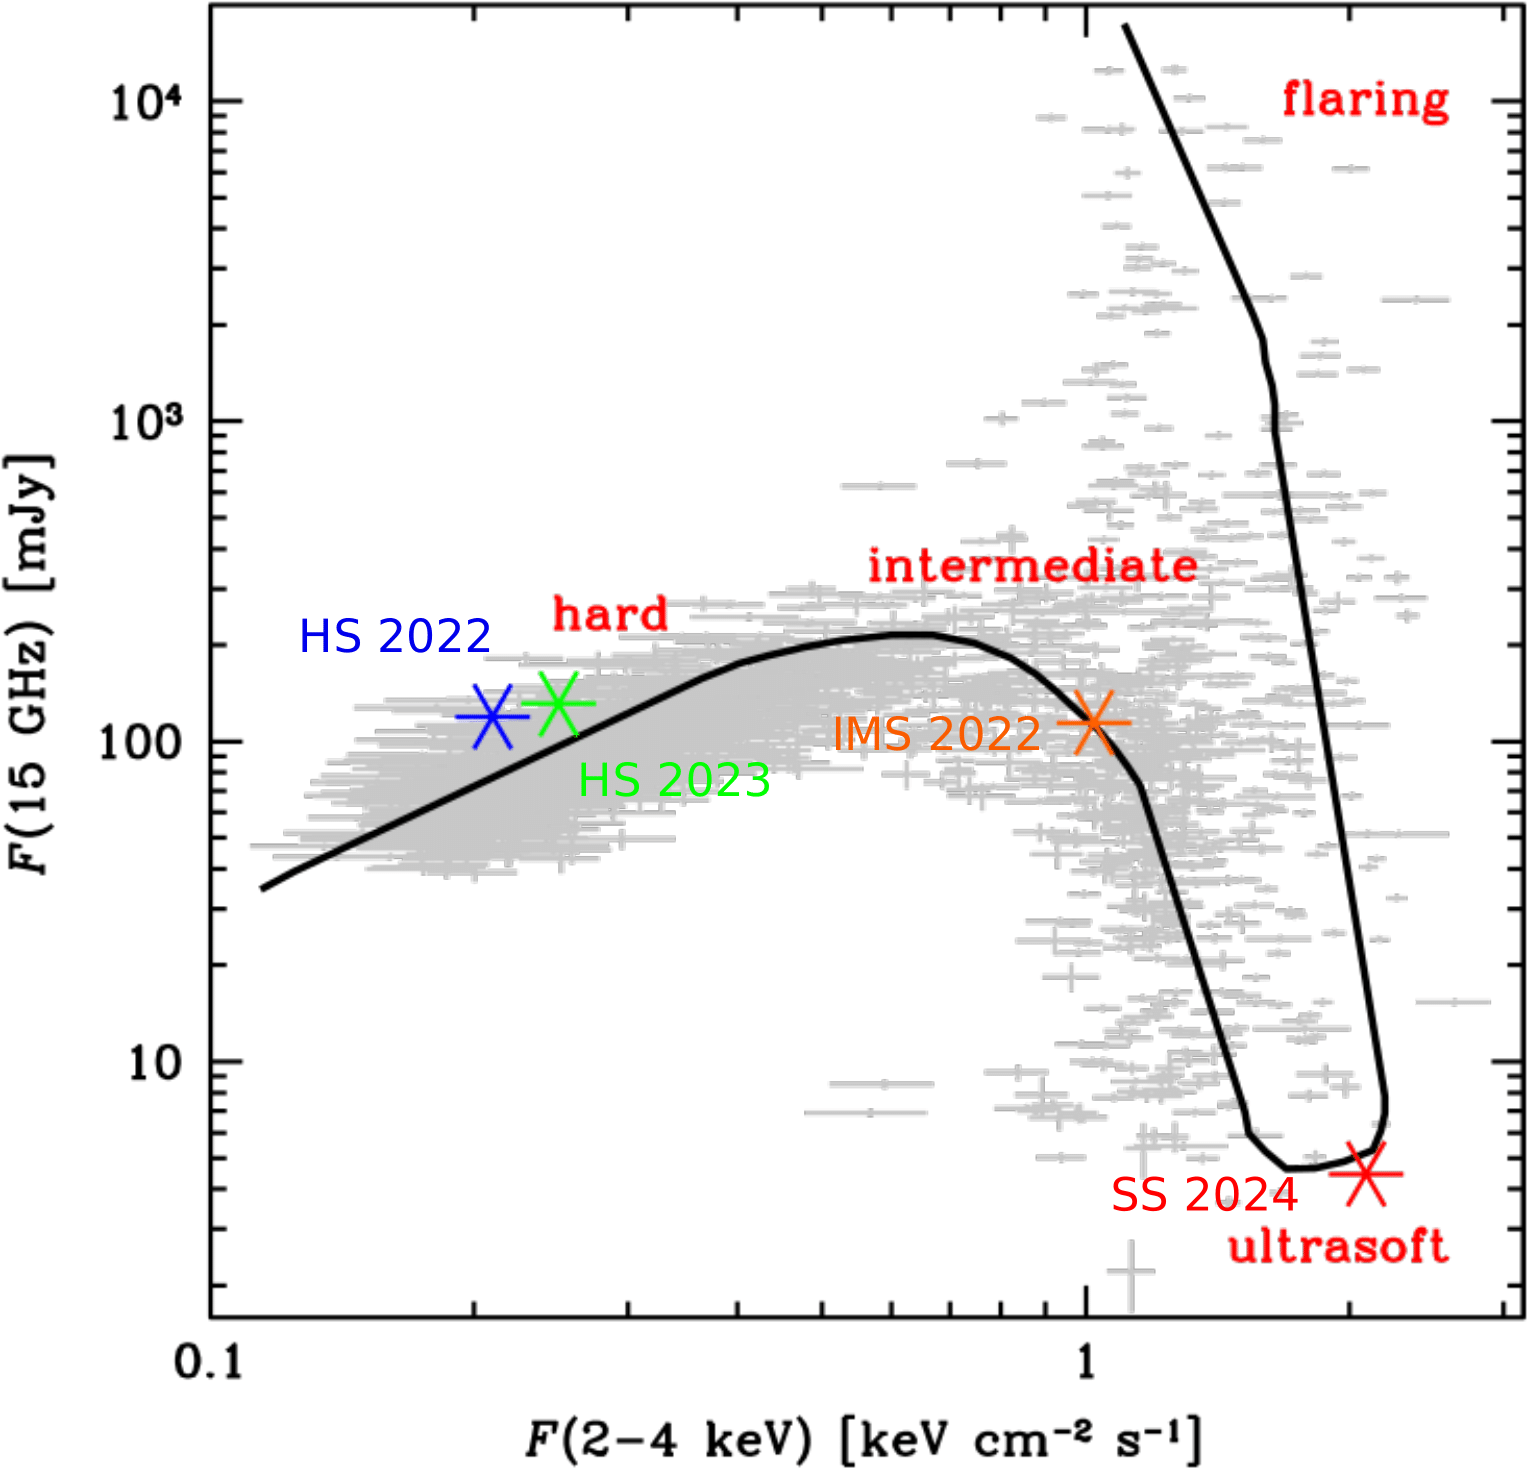 flaring
10⁴
10³
intermediate
hard
HS 2022
IMS 2022
100
HS 2023
F(15 GHz) [mJy]
10
SS 2024
ultrasoft
0.1
1
F(2−4 keV) [keV cm⁻² s⁻¹]